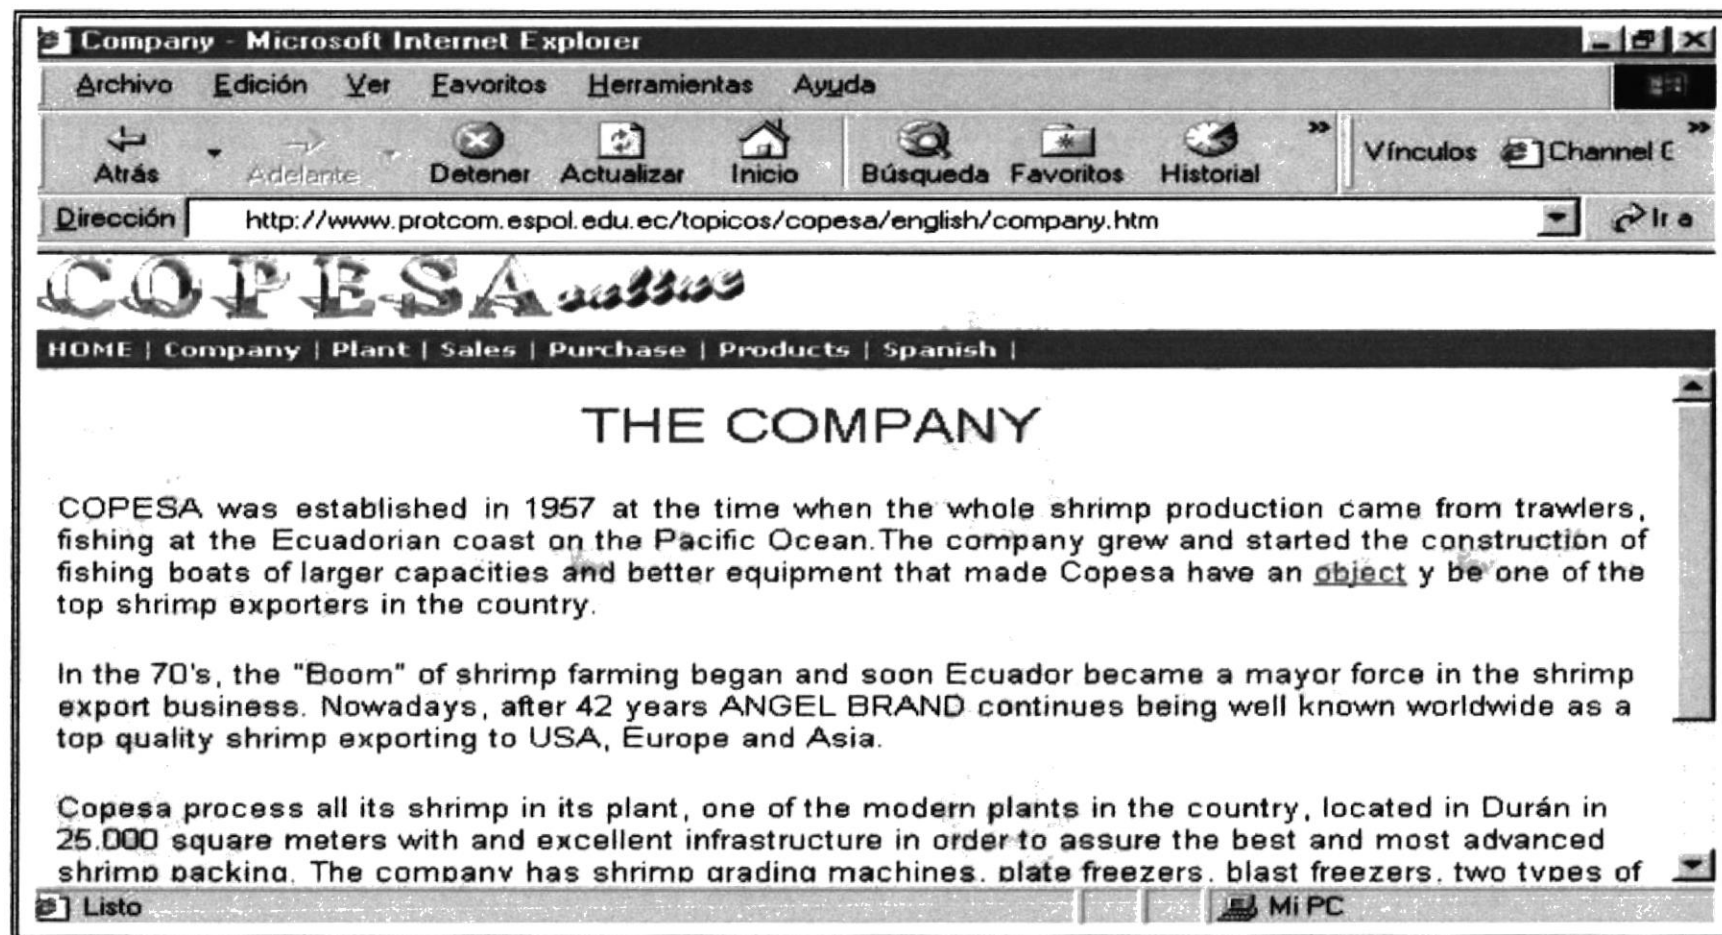 Company - Microsoft Internet Explorer
Archivo Edición Ver Favoritos Herramientas Ayuda
Atrás Adelante Detener Actualizar Inicio Búsqueda Favoritos Historial » Vínculos Channel »
Dirección http://www.protcom.espol.edu.ec/topicos/copesa/english/company.htm Ir a
COPESA online
HOME | Company | Plant | Sales | Purchase | Products | Spanish |
THE COMPANY
COPESA was established in 1957 at the time when the whole shrimp production came from trawlers,
fishing at the Ecuadorian coast on the Pacific Ocean.The company grew and started the construction of
fishing boats of larger capacities and better equipment that made Copesa have an object y be one of the
top shrimp exporters in the country.
In the 70's, the "Boom" of shrimp farming began and soon Ecuador became a mayor force in the shrimp
export business. Nowadays, after 42 years ANGEL BRAND continues being well known worldwide as a
top quality shrimp exporting to USA, Europe and Asia.
Copesa process all its shrimp in its plant, one of the modern plants in the country, located in Durán in
25.000 square meters with and excellent infrastructure in order to assure the best and most advanced
shrimp packing. The company has shrimp grading machines, plate freezers, blast freezers, two types of
Listo Mi PC